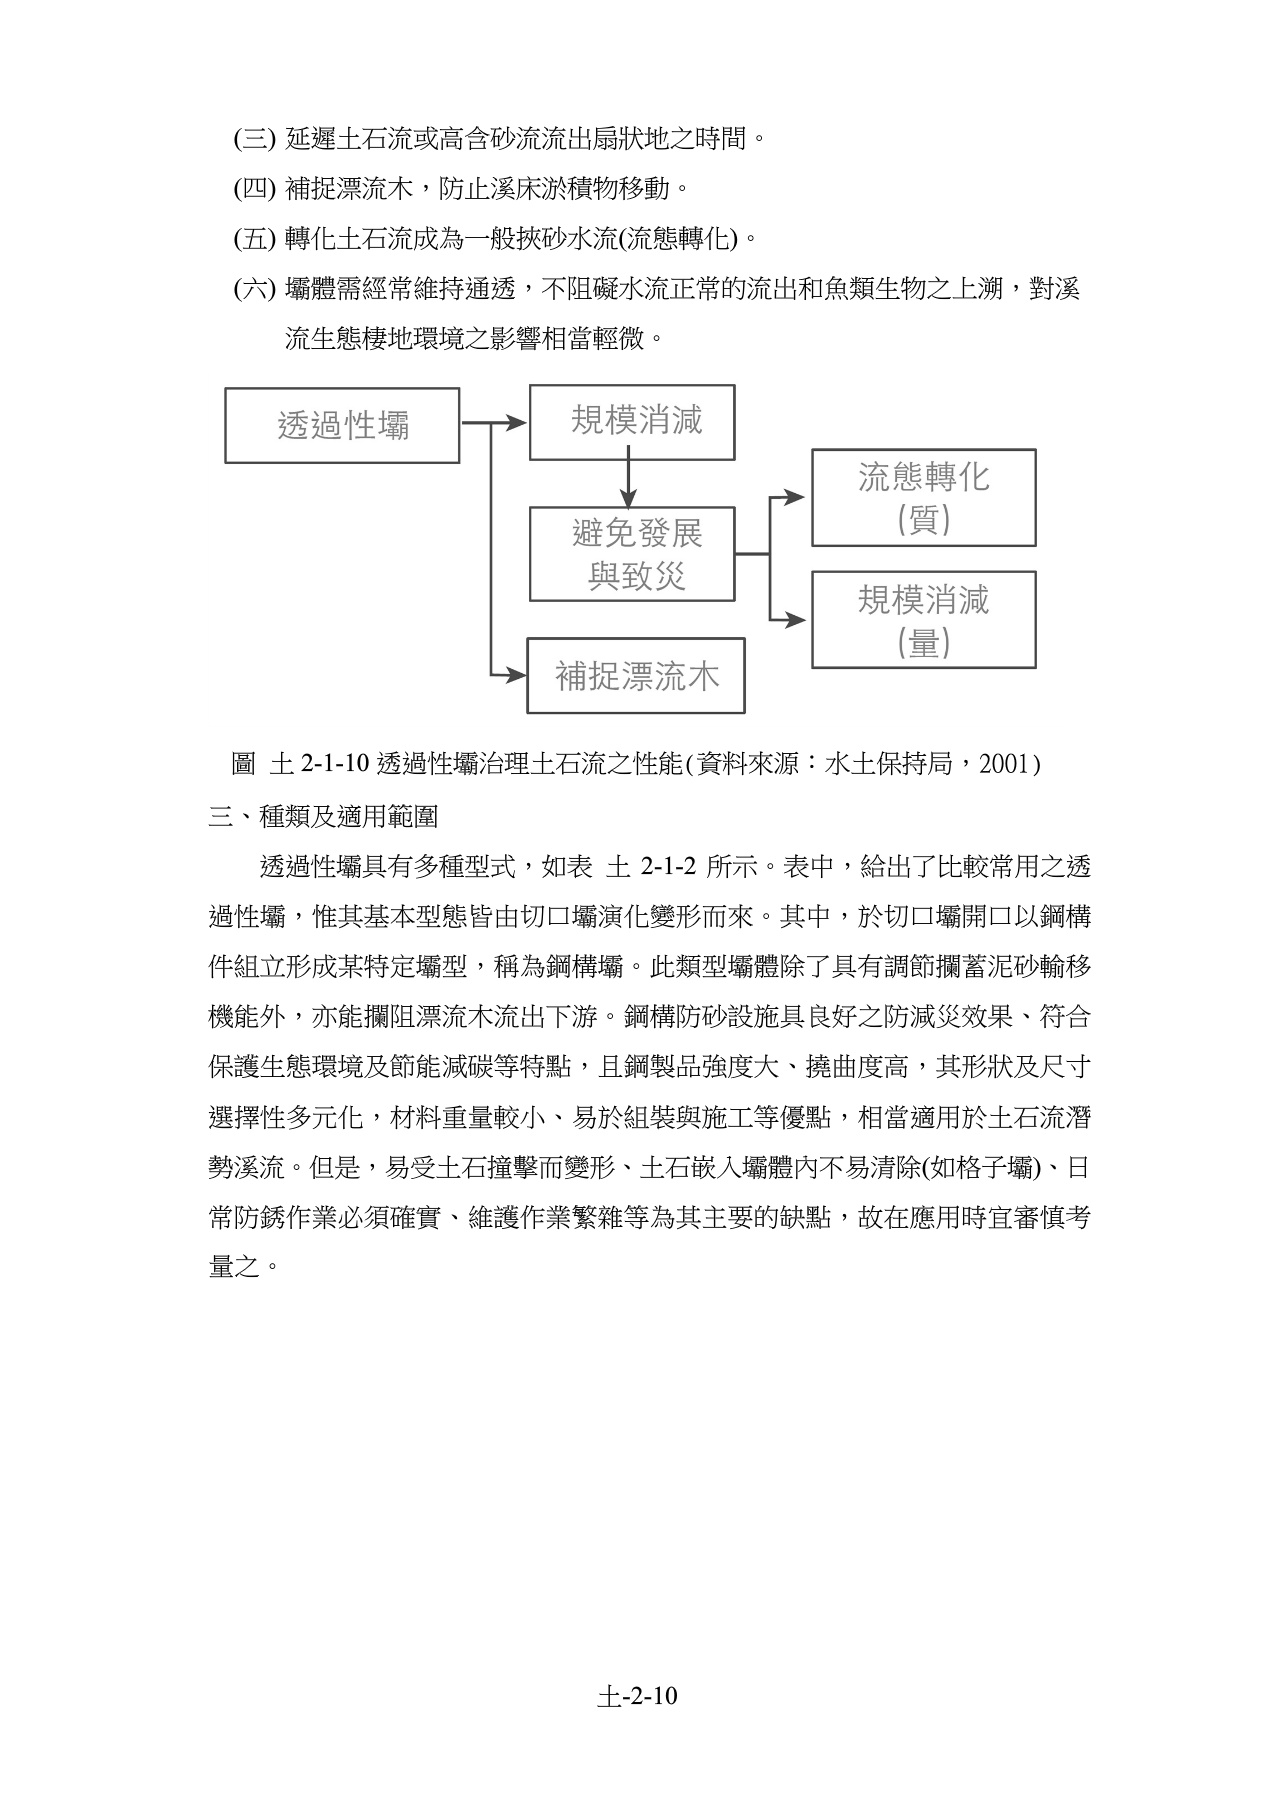 (三) 延遲土石流或高含砂流流出扇狀地之時間。
(四) 補捉漂流木，防止溪床淤積物移動。
(五) 轉化土石流成為一般挾砂水流(流態轉化)。
(六) 壩體需經常維持通透，不阻礙水流正常的流出和魚類生物之上溯，對溪
流生態棲地環境之影響相當輕微。
透過性壩
規模消減
避免發展
與致災
補捉漂流木
流態轉化
(質)
規模消減
(量)
圖 土 2-1-10 透過性壩治理土石流之性能(資料來源：水土保持局，2001)
三、種類及適用範圍
透過性壩具有多種型式，如表 土 2-1-2 所示。表中，給出了比較常用之透
過性壩，惟其基本型態皆由切口壩演化變形而來。其中，於切口壩開口以鋼構
件組立形成某特定壩型，稱為鋼構壩。此類型壩體除了具有調節攔蓄泥砂輸移
機能外，亦能攔阻漂流木流出下游。鋼構防砂設施具良好之防減災效果、符合
保護生態環境及節能減碳等特點，且鋼製品強度大、撓曲度高，其形狀及尺寸
選擇性多元化，材料重量較小、易於組裝與施工等優點，相當適用於土石流潛
勢溪流。但是，易受土石撞擊而變形、土石嵌入壩體內不易清除(如格子壩)、日
常防銹作業必須確實、維護作業繁雜等為其主要的缺點，故在應用時宜審慎考
量之。
土-2-10